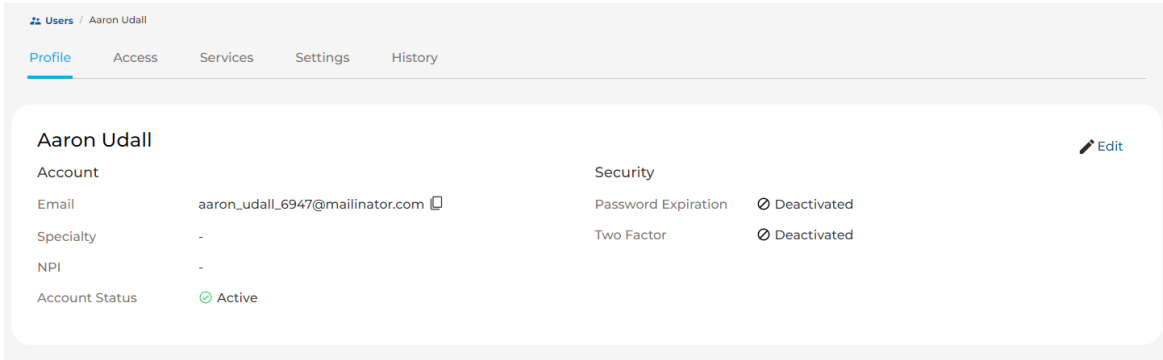 Users / Aaron Udall
Profile Access Services Settings History
Aaron Udall
Edit
Account
Email aaron_udall_6947@mailinator.com
Specialty -
NPI -
Account Status Active
Security
Password Expiration Deactivated
Two Factor Deactivated